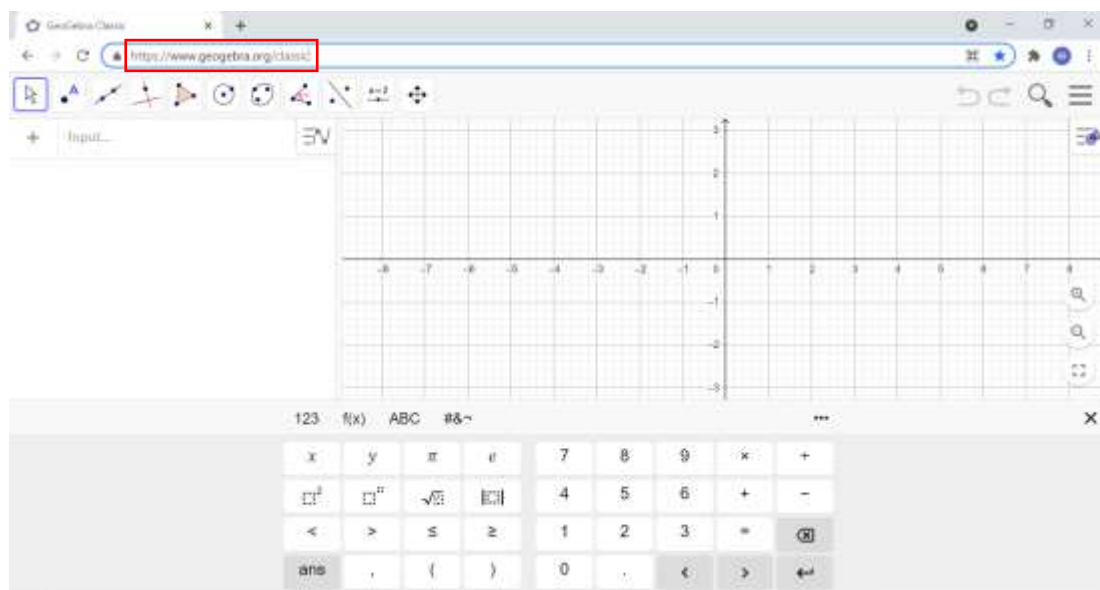 GeoGebra Classic
https://www.geogebra.org/classic
A
a=2
+ Input...
3
2
1
-8 -7 -6 -5 -4 -3 -2 -1 0 1 2 3 4 5 6 7 8
-1
-2
-3
123 f(x) ABC #&¬ ...
x y π e 7 8 9 × ÷
4 5 6 + −
< > ≤ ≥ 1 2 3 =
ans , ( ) 0 . < >